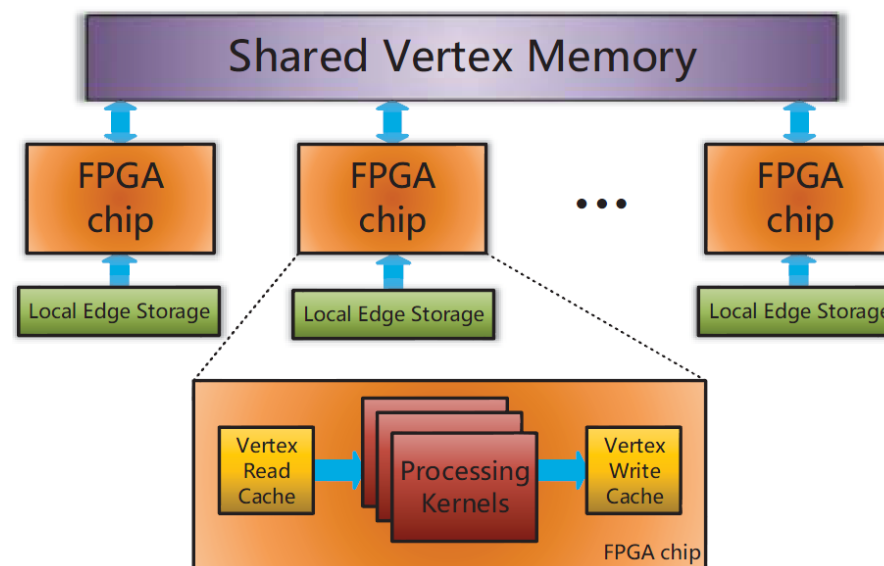 Shared Vertex Memory
FPGA
chip
FPGA
chip
•••
FPGA
chip
Local Edge Storage
Local Edge Storage
Local Edge Storage
Vertex
Read
Cache
Processing
Kernels
Vertex
Write
Cache
FPGA chip